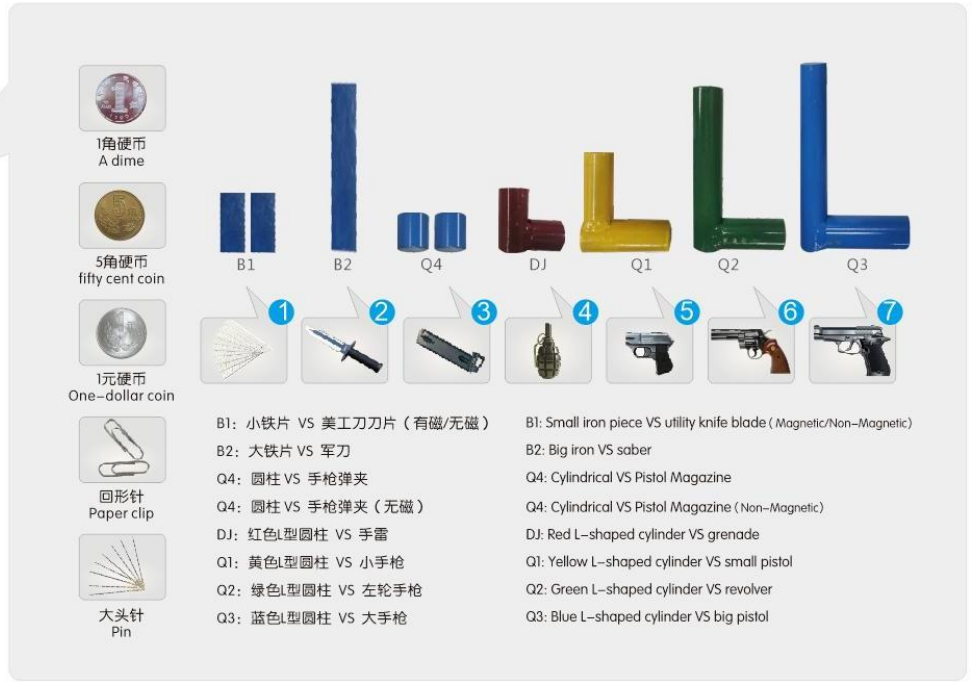 1角硬币
A dime
5角硬币
fifty cent coin
1元硬币
One-dollar coin
回形针
Paper clip
大头针
Pin
B1
B2
Q4
DJ
Q1
Q2
Q3
1
2
3
4
5
6
7
B1: 小铁片 VS 美工刀刀片 ( 有磁/无磁 )
B2: 大铁片 VS 军刀
Q4: 圆柱 VS 手枪弹夹
Q4: 圆柱 VS 手枪弹夹 ( 无磁 )
DJ: 红色L型圆柱 VS 手雷
Q1: 黄色L型圆柱 VS 小手枪
Q2: 绿色L型圆柱 VS 左轮手枪
Q3: 蓝色L型圆柱 VS 大手枪
B1: Small iron piece VS utility knife blade ( Magnetic/Non-Magnetic)
B2: Big iron VS saber
Q4: Cylindrical VS Pistol Magazine
Q4: Cylindrical VS Pistol Magazine ( Non-Magnetic)
DJ: Red L-shaped cylinder VS grenade
Q1: Yellow L-shaped cylinder VS small pistol
Q2: Green L-shaped cylinder VS revolver
Q3: Blue L-shaped cylinder VS big pistol